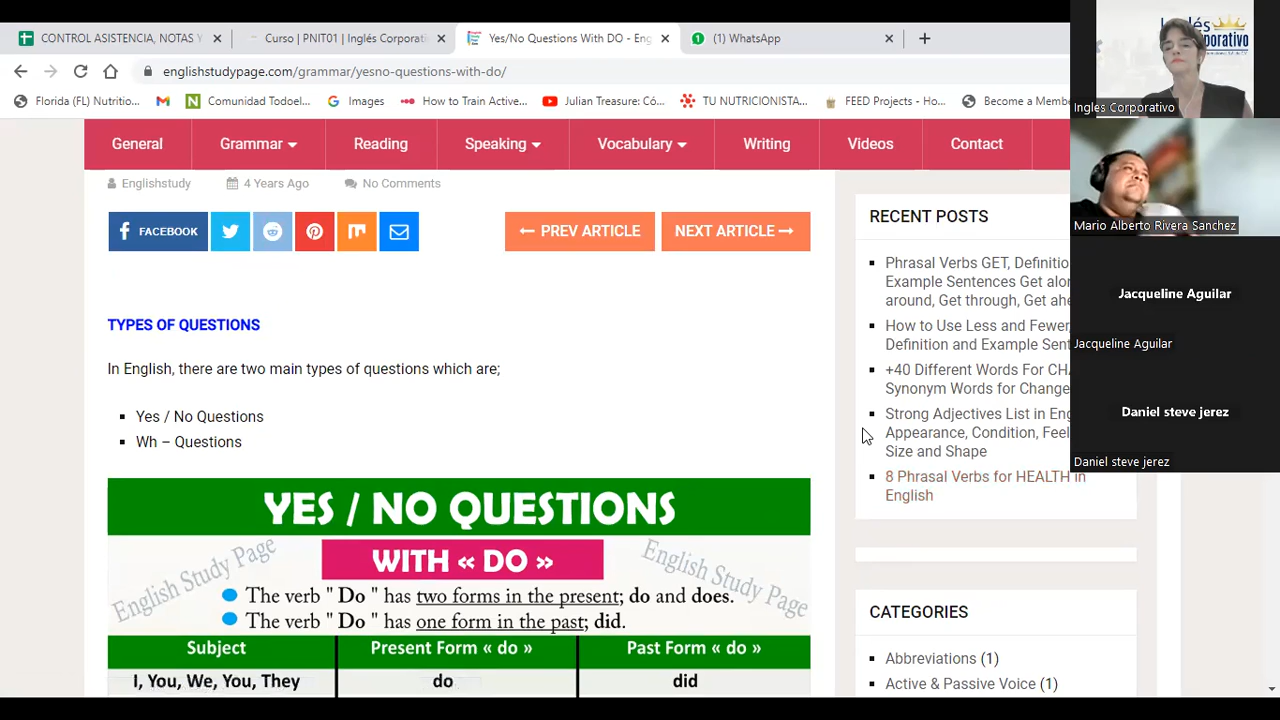 CONTROL ASISTENCIA, NOTAS Y
Curso | PNIT01 | Inglés Corporati
Yes/No Questions With DO - Eng
(1) WhatsApp
englishstudypage.com/grammar/yesno-questions-with-do/
Florida (FL) Nutritio...
Comunidad Todoel...
Images
How to Train Active...
Julian Treasure: Có...
TU NUTRICIONISTA...
FEED Projects - Ho...
Become a Membe
General
Grammar
Reading
Speaking
Vocabulary
Writing
Videos
Contact
Englishstudy
4 Years Ago
No Comments
FACEBOOK
PREV ARTICLE
NEXT ARTICLE
TYPES OF QUESTIONS
In English, there are two main types of questions which are;
Yes / No Questions
Wh – Questions
YES / NO QUESTIONS
WITH « DO »
English Study Page
English Study Page
The verb " Do " has two forms in the present; do and does.
The verb " Do " has one form in the past; did.
Subject
Present Form « do »
Past Form « do »
I, You, We, You, They
do
did
RECENT POSTS
Phrasal Verbs GET, Definitio
Example Sentences Get alon
around, Get through, Get ahe
How to Use Less and Fewer,
Definition and Example Sent
+40 Different Words For CHA
Synonym Words for Change
Strong Adjectives List in Eng
Appearance, Condition, Feel
Size and Shape
8 Phrasal Verbs for HEALTH in
English
CATEGORIES
Abbreviations (1)
Active & Passive Voice (1)
Inglés
Corporativo
Ingles Corporativo
Mario Alberto Rivera Sanchez
Jacqueline Aguilar
Jacqueline Aguilar
Daniel steve jerez
Daniel steve jerez